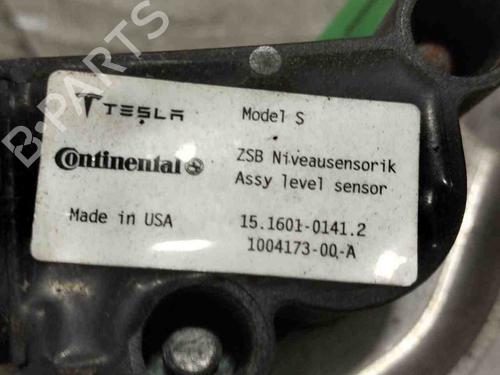 TESLA Model S
Continental ZSB Niveausensorik
Assy level sensor
Made in USA 15.1601-0141.2
1004173-00-A
B-PARTS